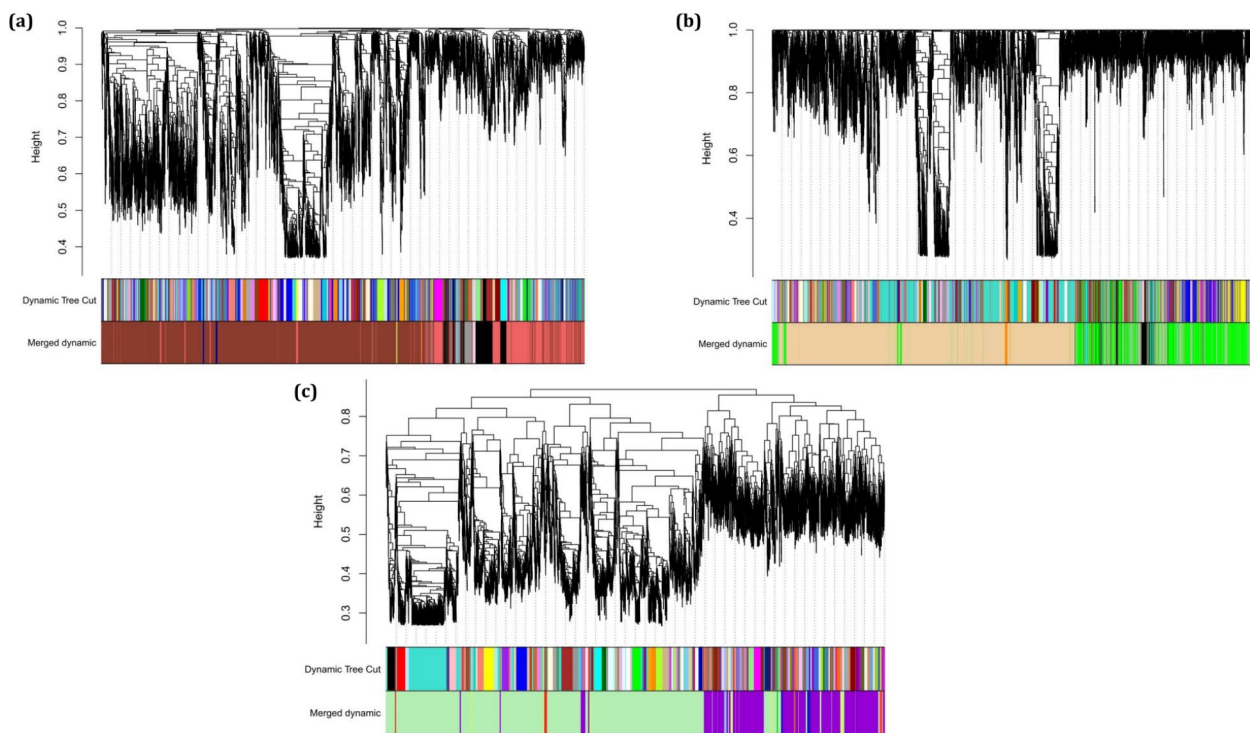 (a)
1.0
0.9
0.8
0.7
0.6
0.5
0.4
Height
Dynamic Tree Cut
Merged dynamic
(b)
1.0
0.8
0.6
0.4
Height
Dynamic Tree Cut
Merged dynamic
(c)
0.8
0.7
0.6
0.5
0.4
0.3
Height
Dynamic Tree Cut
Merged dynamic